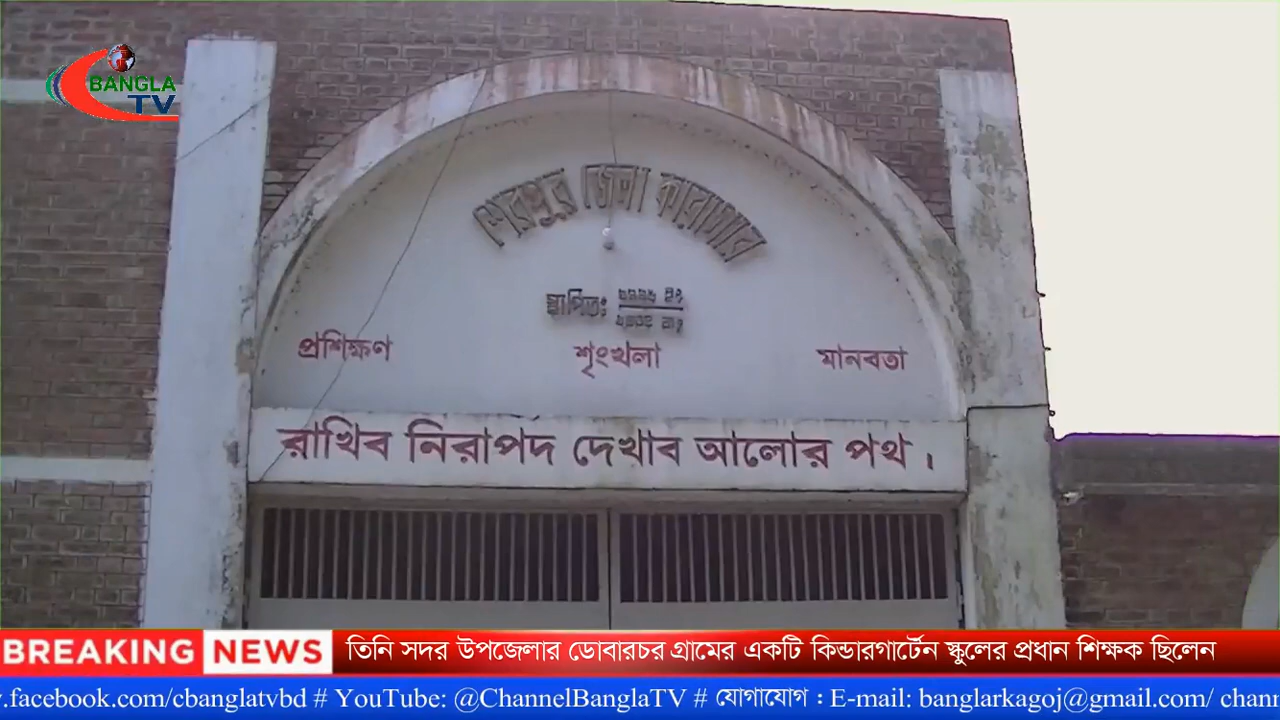 BANGLA
TV
শেরপুর জেলা কারাগার
স্থাপিতঃ
প্রশিক্ষণ শৃংখলা মানবতা
রাখিব নিরাপদ দেখাব আলোর পথ।
BREAKING NEWS তিনি সদর উপজেলার ডোবারচর গ্রামের একটি কিন্ডারগার্টেন স্কুলের প্রধান শিক্ষক ছিলেন
.facebook.com/cbanglatvbd # YouTube: @ChannelBanglaTV # যোগাযোগ : E-mail: banglarkagoj@gmail.com/ chann